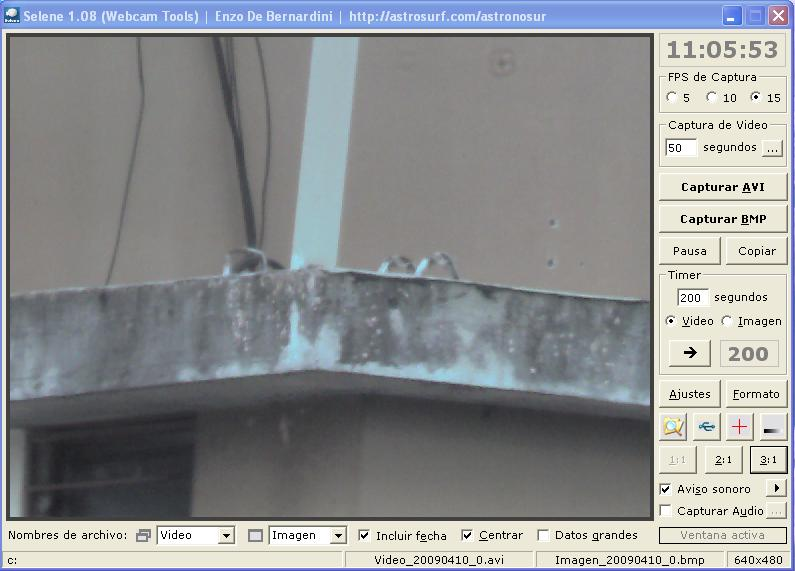 Selene 1.08 (Webcam Tools) | Enzo De Bernardini | http://astrosurf.com/astronosur
11:05:53
FPS de Captura
5 10 15
Captura de Video
50 segundos ...
Capturar AVI
Capturar BMP
Pausa Copiar
Timer
200 segundos
Video Imagen
200
Ajustes Formato
1:1 2:1 3:1
Aviso sonoro
Capturar Audio ...
Nombres de archivo: Video Imagen Incluir fecha Centrar Datos grandes Ventana activa
c: Video_20090410_0.avi Imagen_20090410_0.bmp 640x480